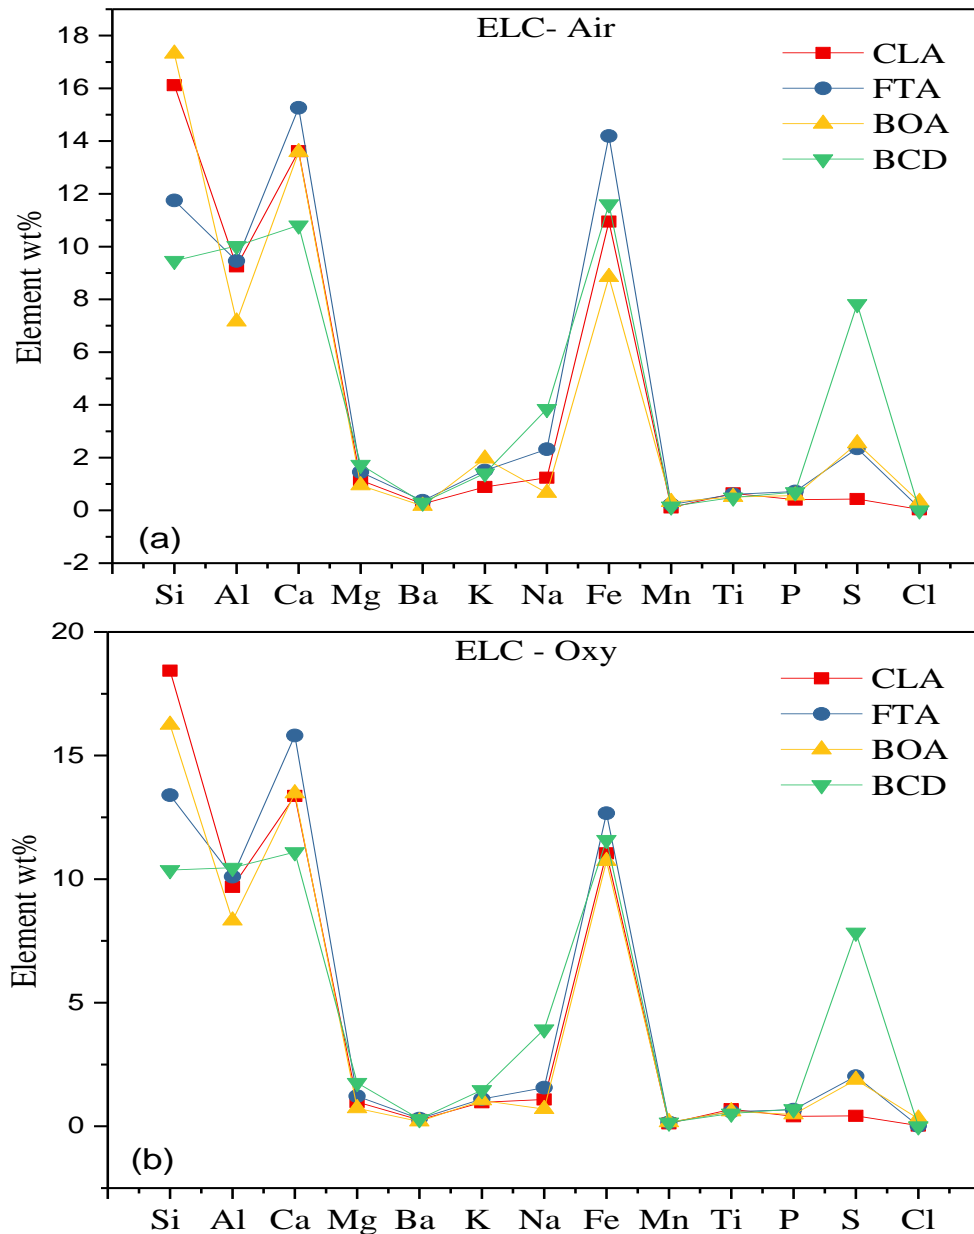 ELC- Air
18
16
14
12
10
8
6
4
2
0
-2
Element wt%
CLA
FTA
BOA
BCD
(a)
Si Al Ca Mg Ba K Na Fe Mn Ti P S Cl
ELC - Oxy
20
15
10
5
0
Element wt%
CLA
FTA
BOA
BCD
(b)
Si Al Ca Mg Ba K Na Fe Mn Ti P S Cl